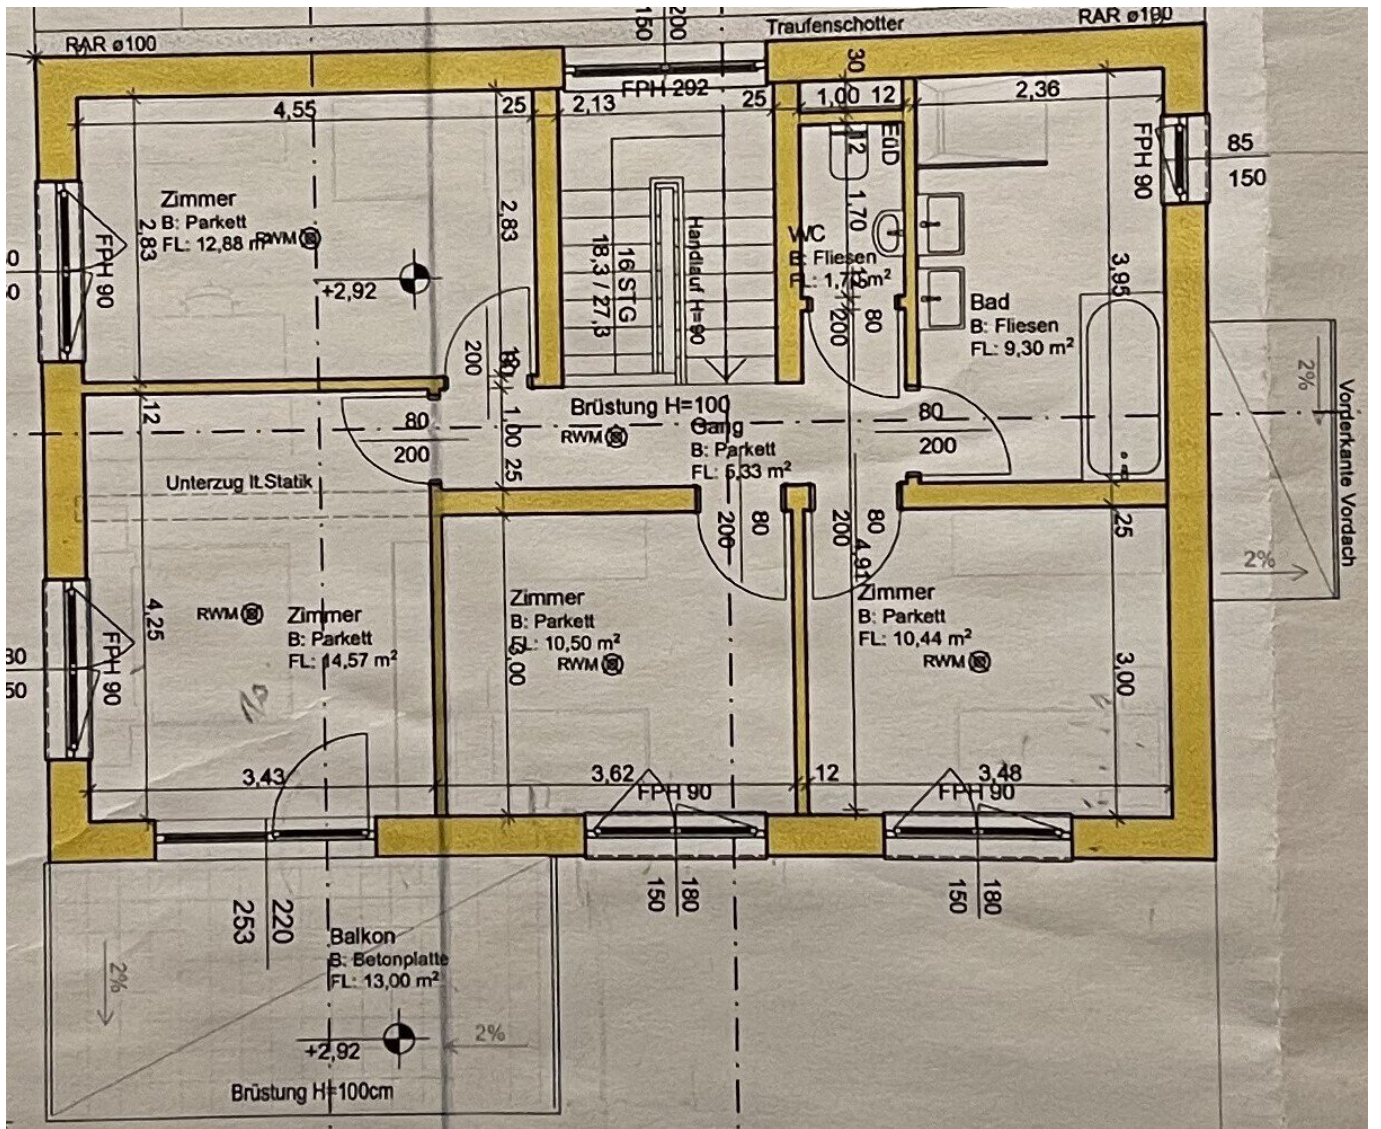 RAR ø100
150
200
Traufenschotter
RAR ø100
FPH 292
30
4,55
25
2,13
25
1,00
12
2,36
85
150
FPH 90
Zimmer
B: Parkett
FL: 12,88 m²
RWM
2,83
2,83
FPH 90
+2,92
16 STG
18,3 / 27,3
Handlauf H=90
EüD
12
1,70
WC
B: Fliesen
80
200
3,95
Bad
B: Fliesen
FL: 9,30 m²
80
200
200
12
80
200
Unterzug lt.Statik
1,00
25
Brüstung H=100
RWM
Gang
B: Parkett
FL: 6,33 m²
2%
Vorderkante Vordach
2%
80
200
80
200
4,91
25
3,00
4,25
FPH 90
RWM
Zimmer
B: Parkett
FL: 14,57 m²
Zimmer
B: Parkett
FL: 10,50 m²
RWM
3,00
Zimmer
B: Parkett
FL: 10,44 m²
RWM
3,43
3,62
12
3,48
FPH 90
FPH 90
150
180
150
180
253
220
Balkon
B: Betonplatte
FL: 13,00 m²
2%
+2,92
2%
Brüstung H=100cm